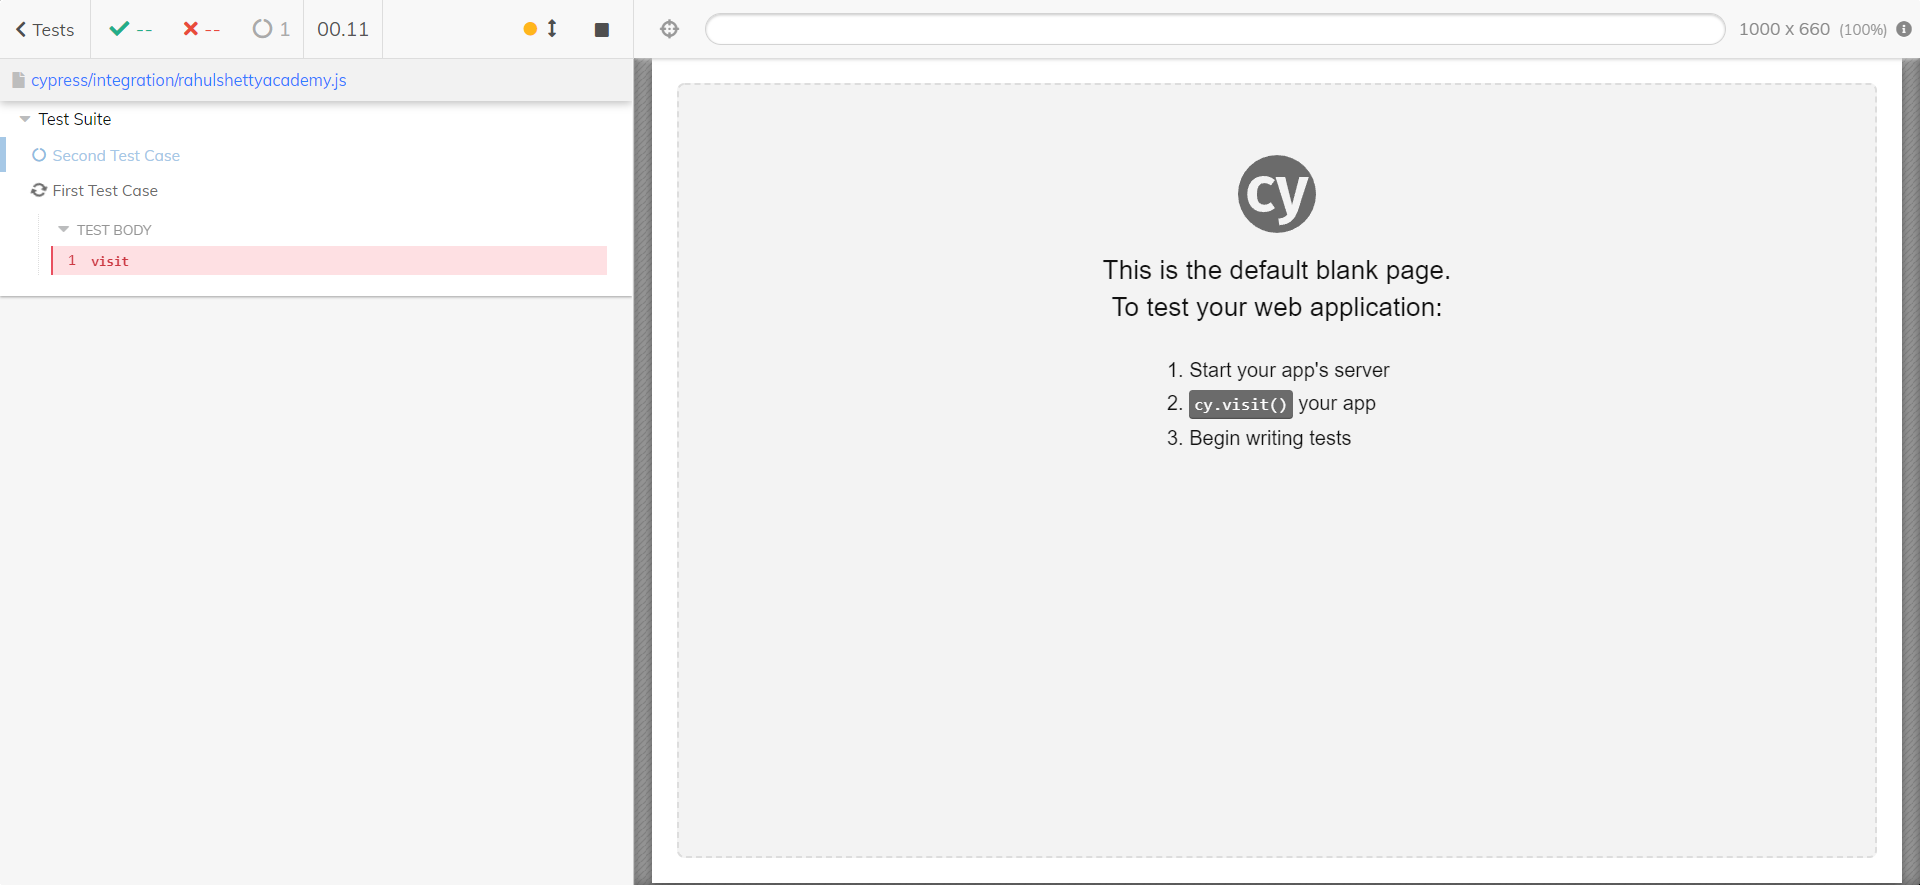 Tests
--
--
1
00.11
1000 x 660 (100%)
cypress/integration/rahulshettyacademy.js
Test Suite
Second Test Case
First Test Case
TEST BODY
1 visit
cy
This is the default blank page.
To test your web application:
1. Start your app's server
2. cy.visit() your app
3. Begin writing tests